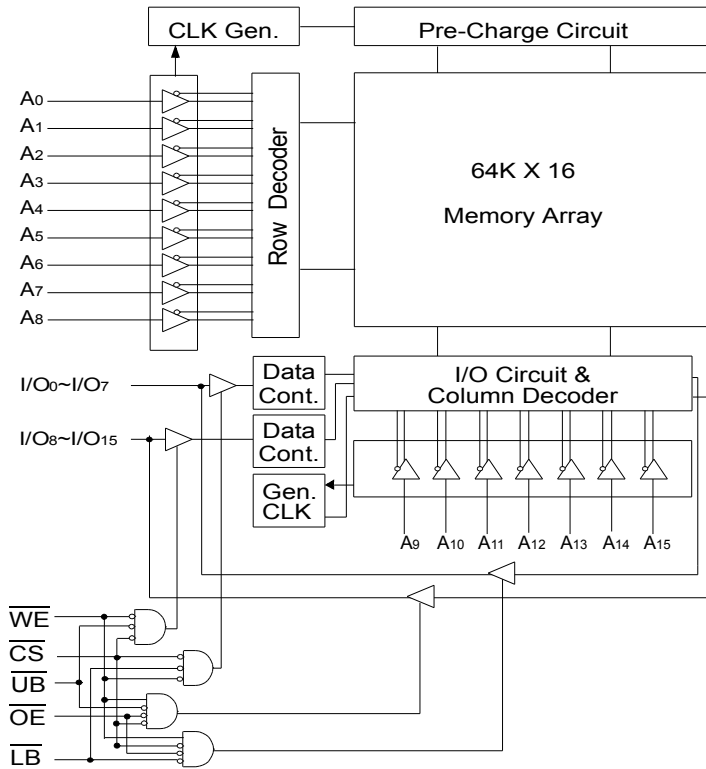 CLK Gen.
Pre-Charge Circuit
A0
A1
A2
A3
A4
A5
A6
A7
A8
Row Decoder
64K X 16
Memory Array
I/O0~I/O7
Data
Cont.
I/O Circuit &
Column Decoder
I/O8~I/O15
Data
Cont.
Gen.
CLK
A9 A10 A11 A12 A13 A14 A15
WE
CS
UB
OE
LB